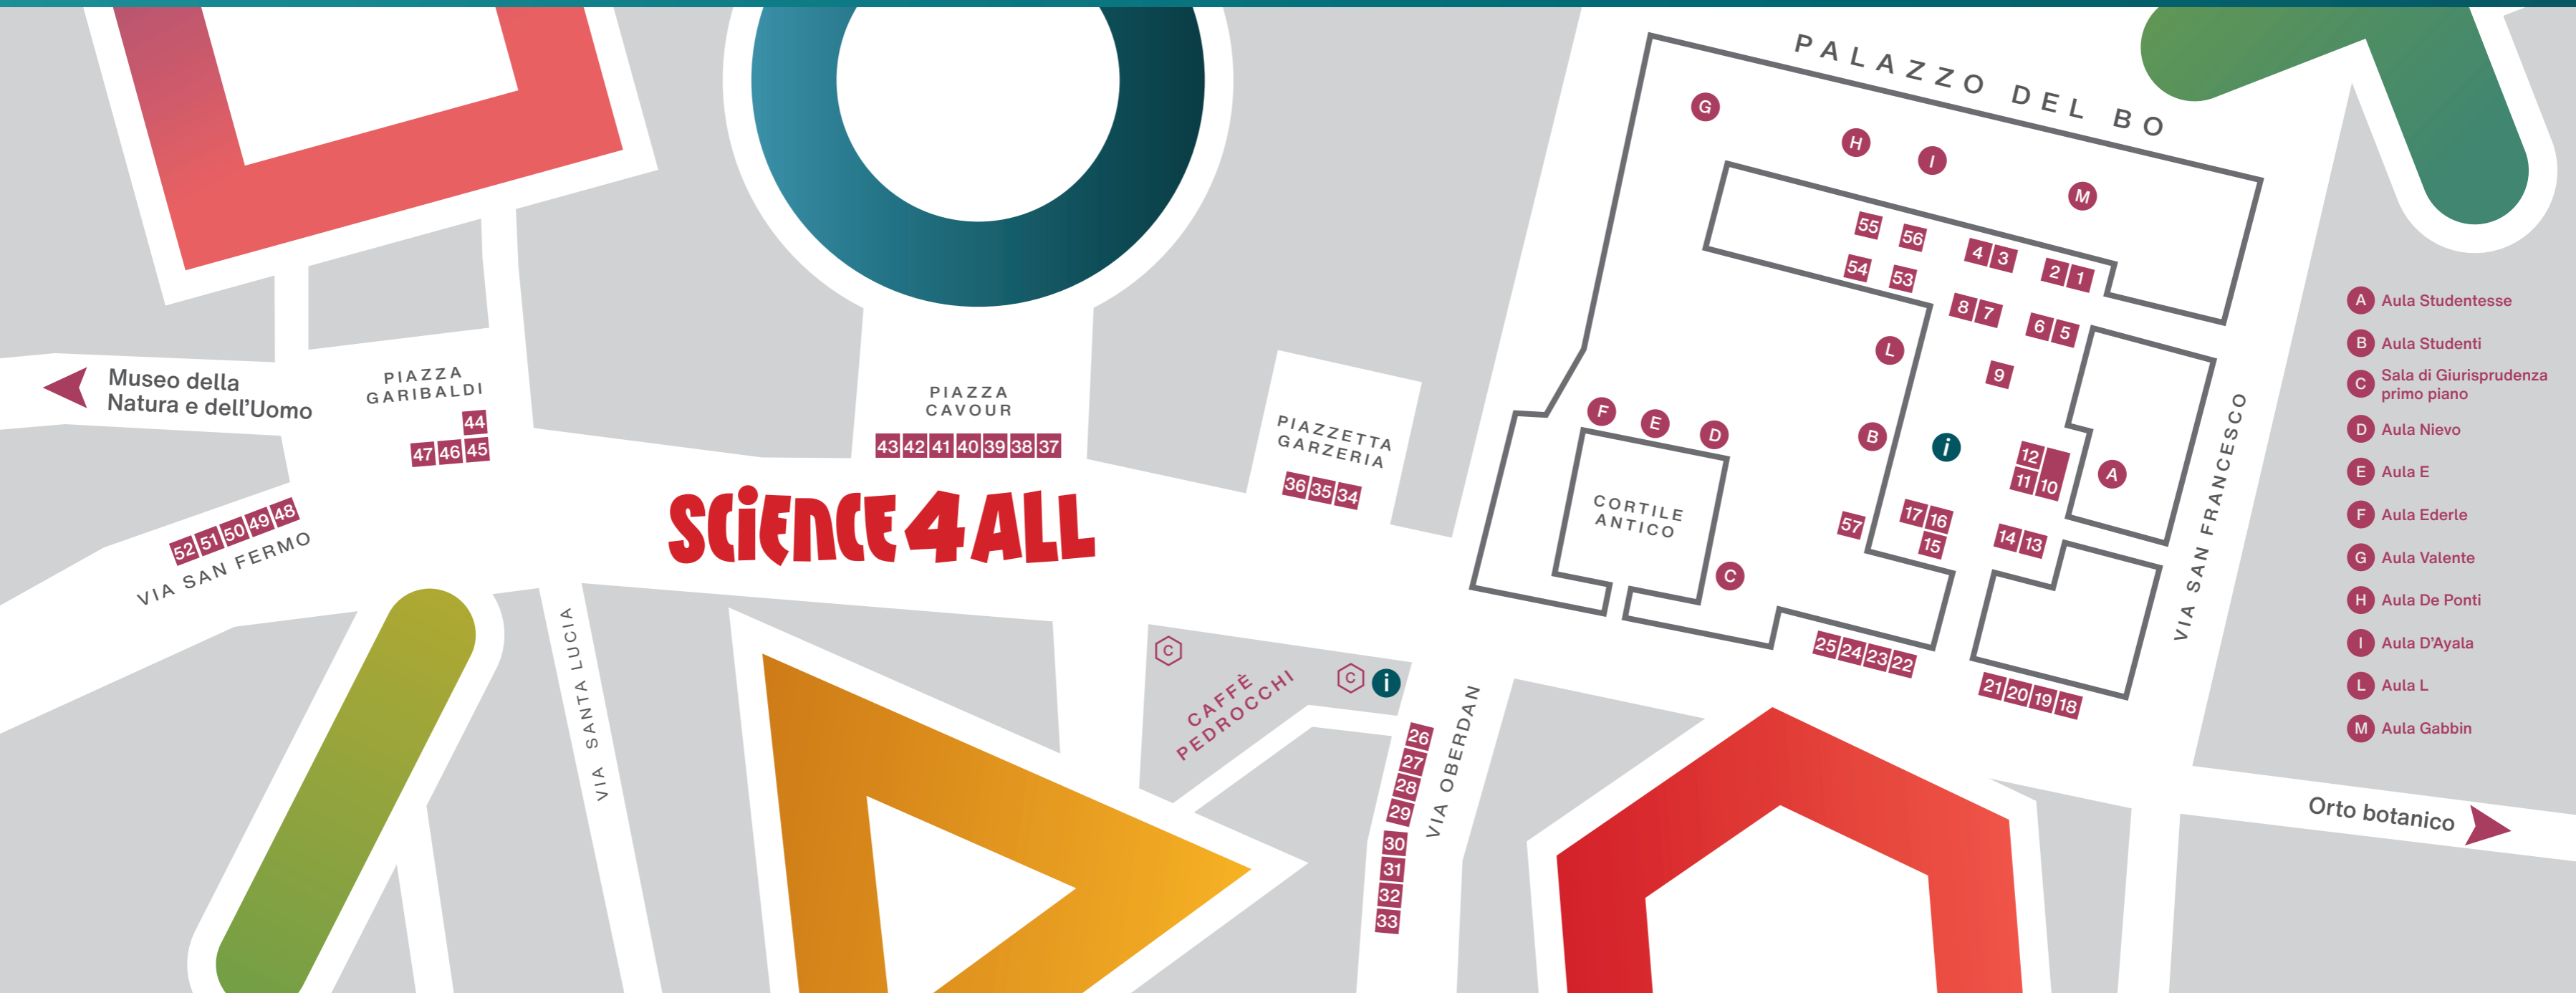 PALAZZO DEL BO
G
H
I
M
55
56
4
3
2
1
54
53
8
7
6
5
L
9
F
E
D
B
i
12
11
10
A
CORTILE
ANTICO
57
17
16
15
14
13
C
25
24
23
22
21
20
19
18
VIA SAN FRANCESCO
A Aula Studentesse
B Aula Studenti
C Sala di Giurisprudenza
primo piano
D Aula Nievo
E Aula E
F Aula Ederle
G Aula Valente
H Aula De Ponti
I Aula D'Ayala
L Aula L
M Aula Gabbin
Orto botanico
Museo della
Natura e dell'Uomo
PIAZZA
GARIBALDI
44
47
46
45
52
51
50
49
48
VIA SAN FERMO
PIAZZA
CAVOUR
43
42
41
40
39
38
37
SCiENCE4ALL
PIAZZETTA
GARZERIA
36
35
34
VIA SANTA LUCIA
C
CAFFÈ
PEDROCCHI
C
i
26
27
28
29
30
31
32
33
VIA OBERDAN